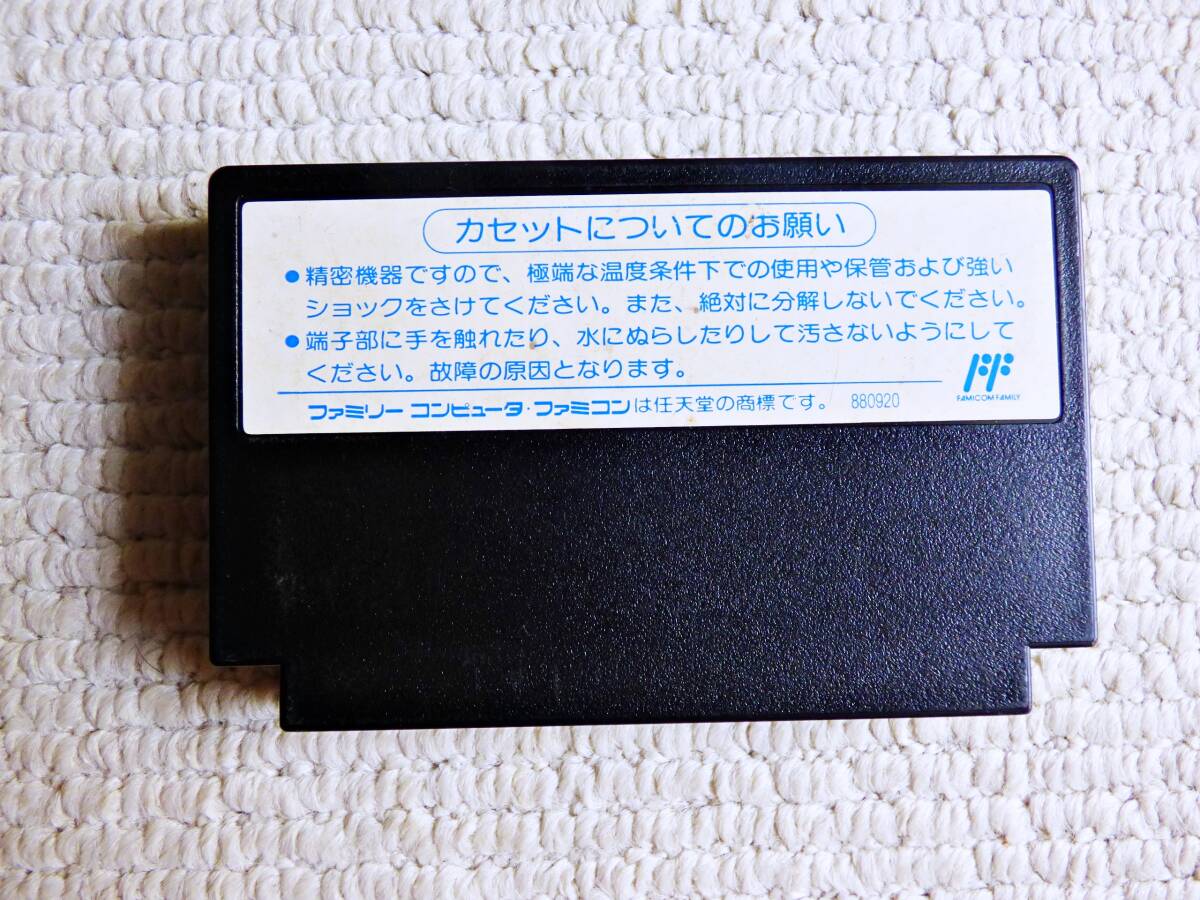 カセットについてのお願い
●精密機器ですので、極端な温度条件下での使用や保管および強い
ショックをさけてください。また、絶対に分解しないでください。
●端子部に手を触れたり、水にぬらしたりして汚さないようにして
ください。故障の原因となります。
FAMICOM FAMILY
ファミリー コンピュータ・ファミコンは任天堂の商標です。 880920